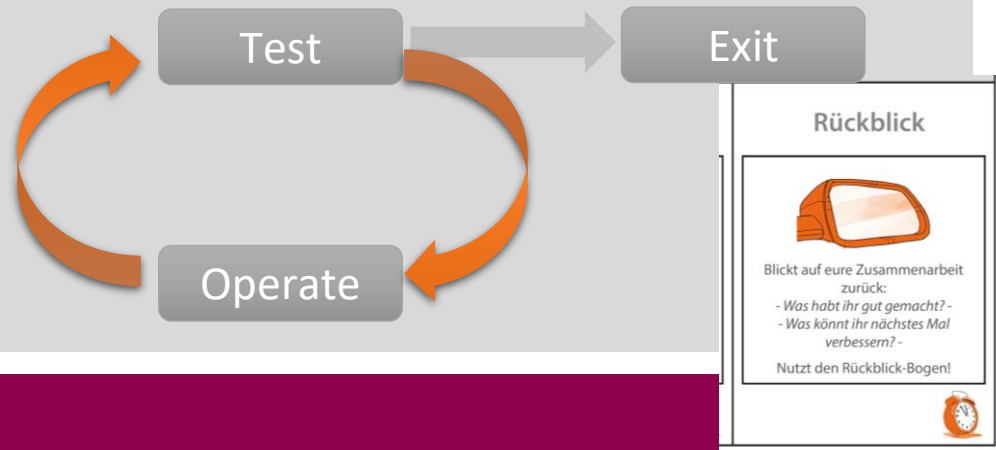 Test
Exit
Operate
Rückblick
Blickt auf eure Zusammenarbeit
zurück:
- Was habt ihr gut gemacht? -
- Was könnt ihr nächstes Mal
verbessern? -
Nutzt den Rückblick-Bogen!